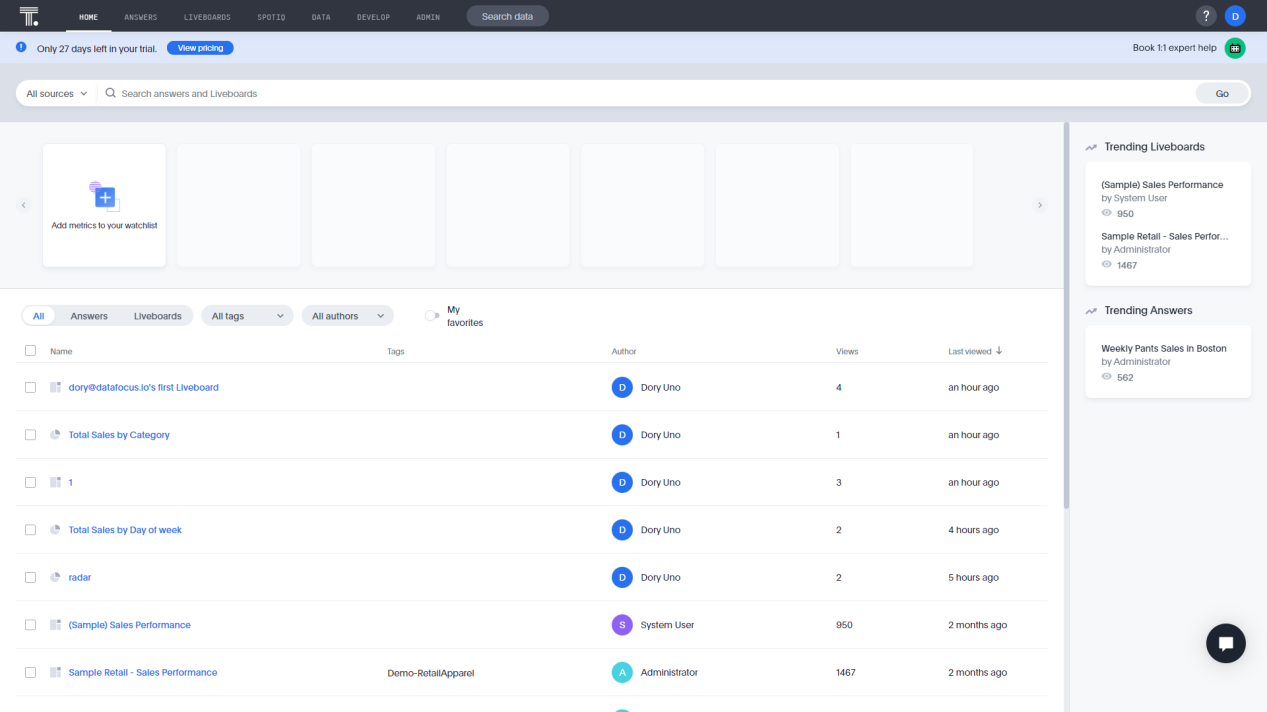 T.
HOME ANSWERS LIVEBOARDS SPOTIQ DATA DEVELOP ADMIN Search data ? D
Only 27 days left in your trial. View pricing Book 1:1 expert help
All sources Search answers and Liveboards Go
Add metrics to your watchlist
Trending Liveboards
(Sample) Sales Performance
by System User
950
Sample Retail - Sales Perfor...
by Administrator
1467
Trending Answers
Weekly Pants Sales in Boston
by Administrator
562
All Answers Liveboards All tags All authors My favorites
Name Tags Author Views Last viewed
dory@datafocus.io's first Liveboard D Dory Uno 4 an hour ago
Total Sales by Category D Dory Uno 1 an hour ago
1 D Dory Uno 3 an hour ago
Total Sales by Day of week D Dory Uno 2 4 hours ago
radar D Dory Uno 2 5 hours ago
(Sample) Sales Performance S System User 950 2 months ago
Sample Retail - Sales Performance Demo-RetailApparel A Administrator 1467 2 months ago